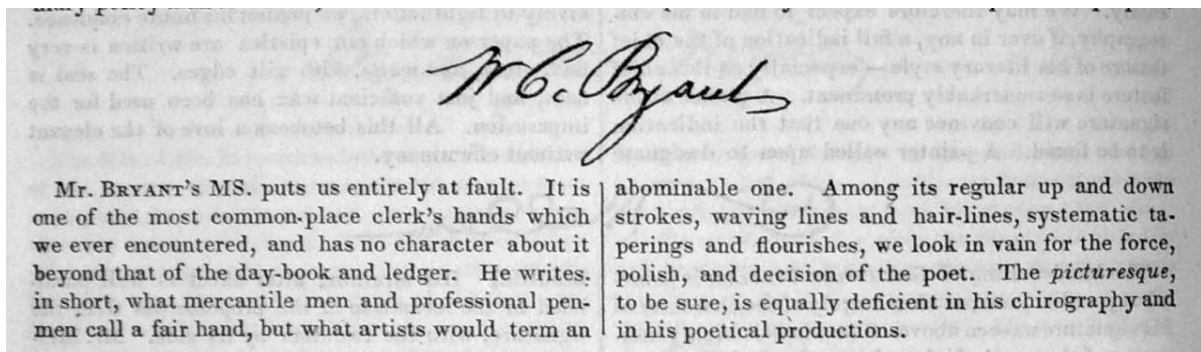 W C. Bryant
Mr. BRYANT'S MS. puts us entirely at fault. It is
one of the most common-place clerk's hands which
we ever encountered, and has no character about it
beyond that of the day-book and ledger. He writes.
in short, what mercantile men and professional pen-
men call a fair hand, but what artists would term an
abominable one. Among its regular up and down
strokes, waving lines and hair-lines, systematic ta-
perings and flourishes, we look in vain for the force,
polish, and decision of the poet. The picturesque,
to be sure, is equally deficient in his chirography and
in his poetical productions.